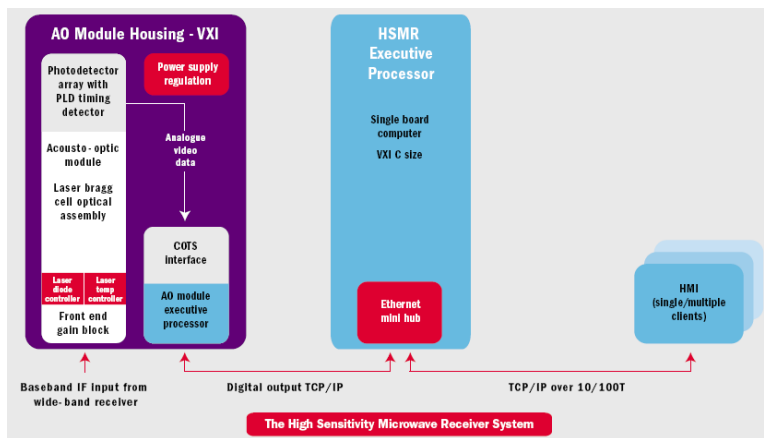 AO Module Housing - VXI
Photodetector
array with
PLD timing
detector
Power supply
regulation
Acousto-optic
module
Analogue
video
data
Laser bragg
cell optical
assembly
COTS
interface
Laser
diode
controller
Laser
temp
controller
AO module
executive
processor
Front end
gain block
HSMR
Executive
Processor
Single board
computer
VXI C size
Ethernet
mini hub
HMI
(single/multiple
clients)
Baseband IF input from
wide-band receiver
Digital output TCP/IP
TCP/IP over 10/100T
The High Sensitivity Microwave Receiver System